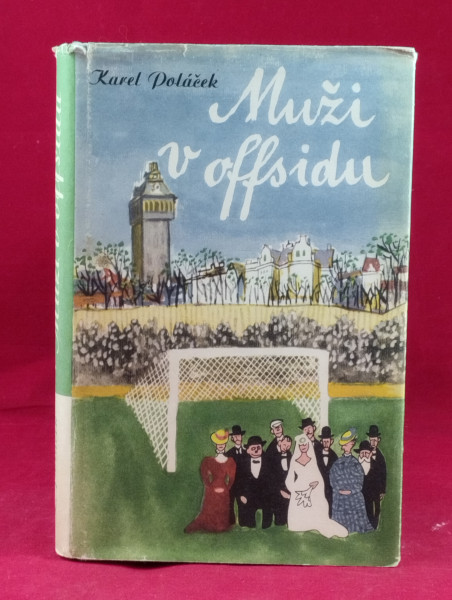 Karel Poláček
Muži
v offsidu